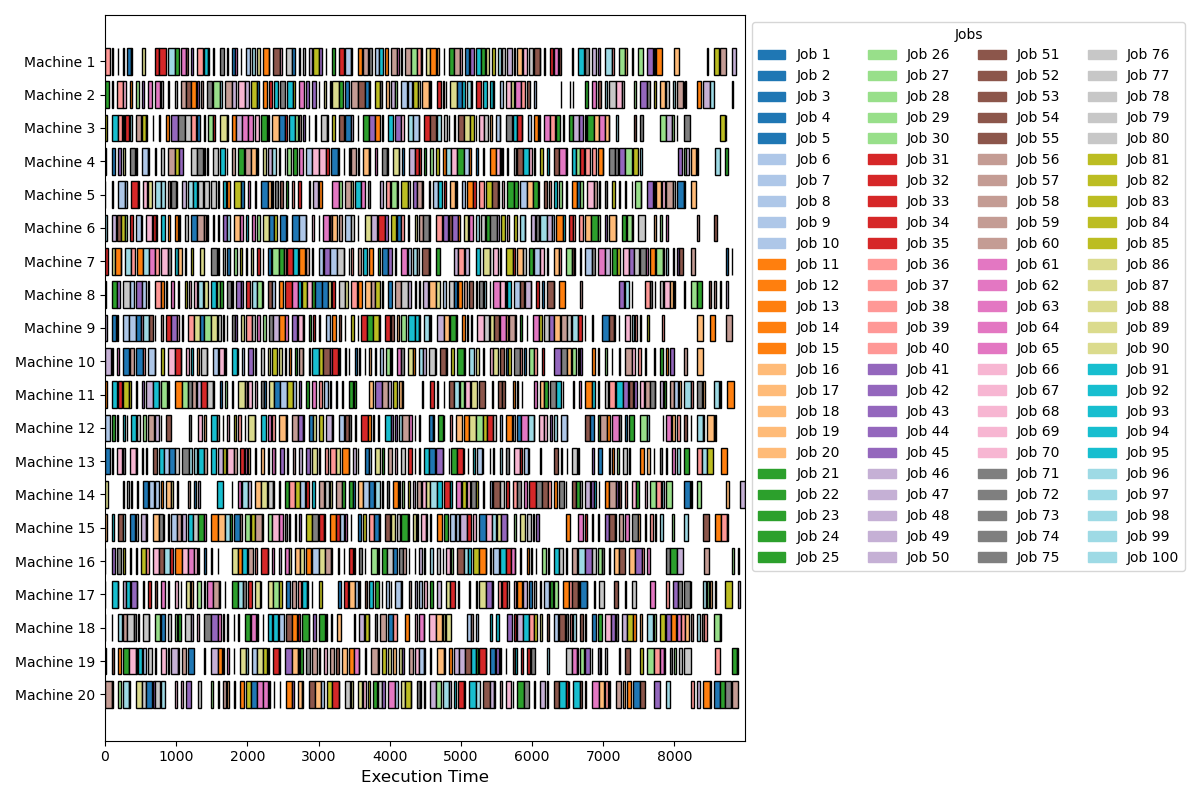 Machine 1
Machine 2
Machine 3
Machine 4
Machine 5
Machine 6
Machine 7
Machine 8
Machine 9
Machine 10
Machine 11
Machine 12
Machine 13
Machine 14
Machine 15
Machine 16
Machine 17
Machine 18
Machine 19
Machine 20
0 1000 2000 3000 4000 5000 6000 7000 8000
Execution Time
Jobs
Job 1 Job 26 Job 51 Job 76
Job 2 Job 27 Job 52 Job 77
Job 3 Job 28 Job 53 Job 78
Job 4 Job 29 Job 54 Job 79
Job 5 Job 30 Job 55 Job 80
Job 6 Job 31 Job 56 Job 81
Job 7 Job 32 Job 57 Job 82
Job 8 Job 33 Job 58 Job 83
Job 9 Job 34 Job 59 Job 84
Job 10 Job 35 Job 60 Job 85
Job 11 Job 36 Job 61 Job 86
Job 12 Job 37 Job 62 Job 87
Job 13 Job 38 Job 63 Job 88
Job 14 Job 39 Job 64 Job 89
Job 15 Job 40 Job 65 Job 90
Job 16 Job 41 Job 66 Job 91
Job 17 Job 42 Job 67 Job 92
Job 18 Job 43 Job 68 Job 93
Job 19 Job 44 Job 69 Job 94
Job 20 Job 45 Job 70 Job 95
Job 21 Job 46 Job 71 Job 96
Job 22 Job 47 Job 72 Job 97
Job 23 Job 48 Job 73 Job 98
Job 24 Job 49 Job 74 Job 99
Job 25 Job 50 Job 75 Job 100